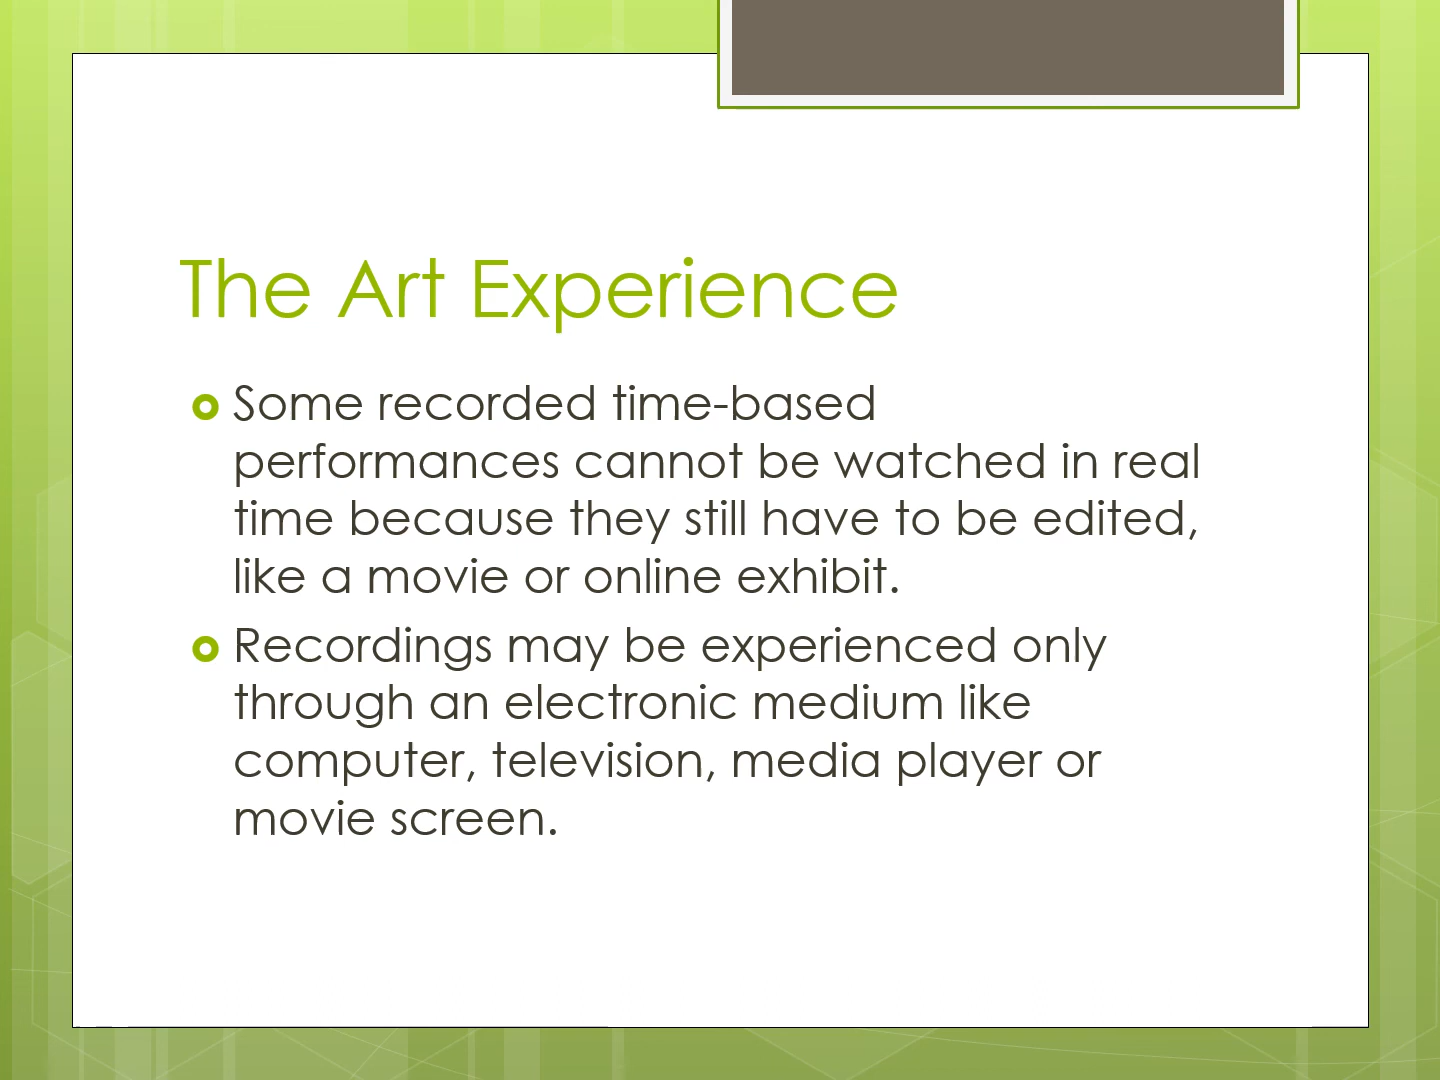 The Art Experience
Some recorded time-based
performances cannot be watched in real
time because they still have to be edited,
like a movie or online exhibit.
Recordings may be experienced only
through an electronic medium like
computer, television, media player or
movie screen.